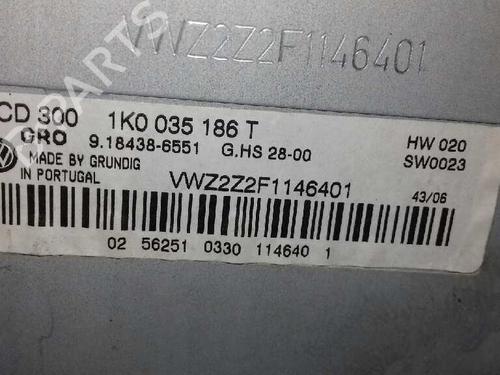 VWZ2Z2F1146401
CD 300 1K0 035 186 T
GRO 9.18438-6551 G.HS 28-00 HW 020
MADE BY GRUNDIG SW0023
IN PORTUGAL VWZ2Z2F1146401 43/06
02 56251 0330 114640 1